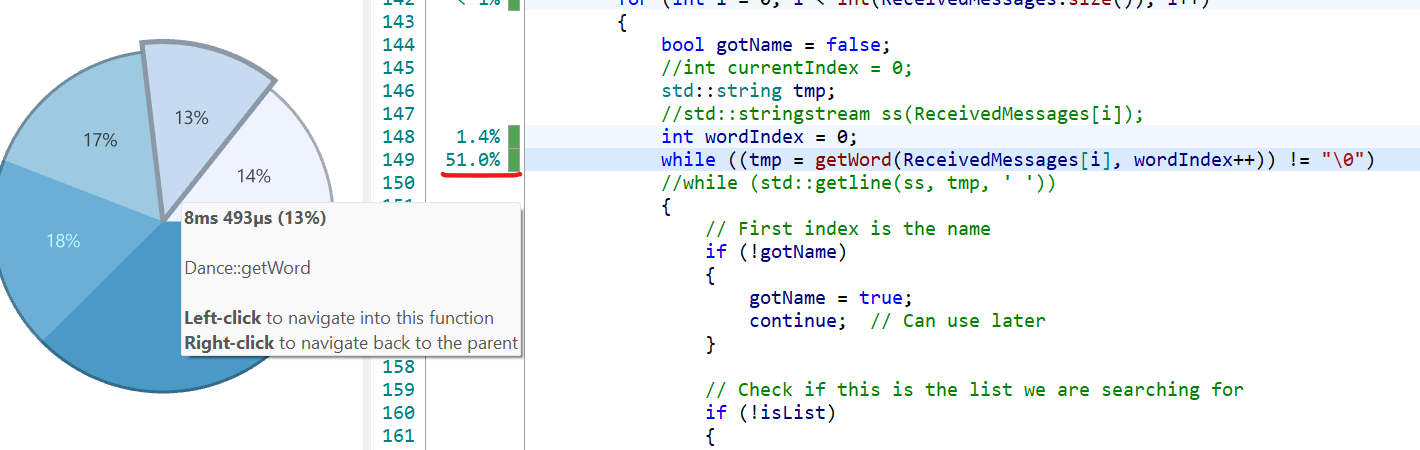 142 < 1% for (int i = 0; i < int(ReceivedMessages.size()); i++)
143 {
144 bool gotName = false;
145 //int currentIndex = 0;
146 std::string tmp;
147 //std::stringstream ss(ReceivedMessages[i]);
148 1.4% int wordIndex = 0;
149 51.0% while ((tmp = getWord(ReceivedMessages[i], wordIndex++)) != "\0")
150 //while (std::getline(ss, tmp, ' '))
{
// First index is the name
if (!gotName)
{
gotName = true;
continue; // Can use later
}
158
159 // Check if this is the list we are searching for
160 if (!isList)
161 {
13%
17%
14%
18%
8ms 493µs (13%)
Dance::getWord
Left-click to navigate into this function
Right-click to navigate back to the parent